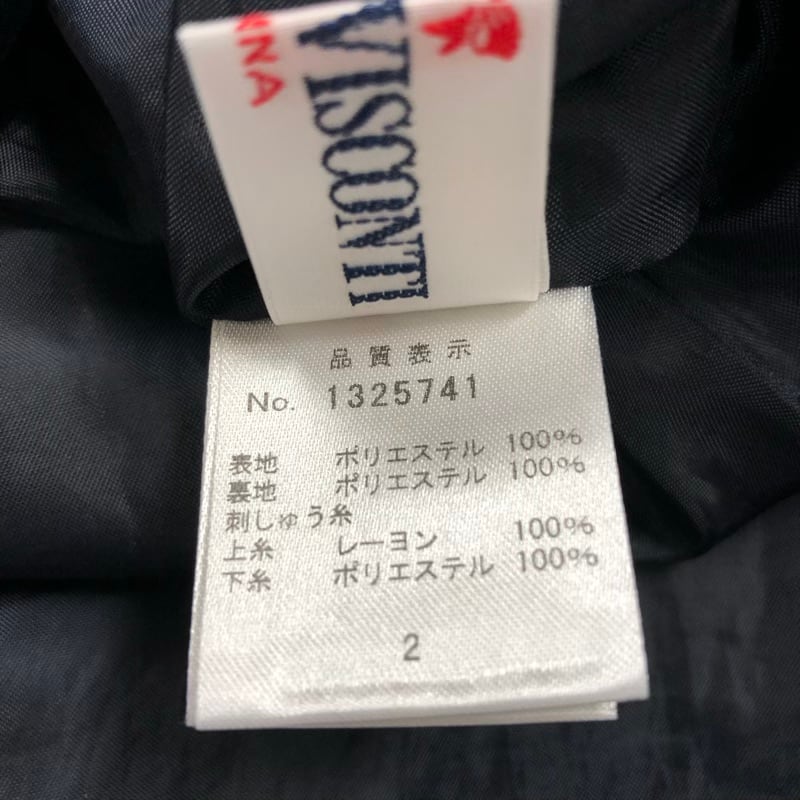 NNA
VISCONTI
品質表示
No. 1325741
表地 ポリエステル 100%
裏地 ポリエステル 100%
刺しゅう糸
上糸 レーヨン 100%
下糸 ポリエステル 100%
2